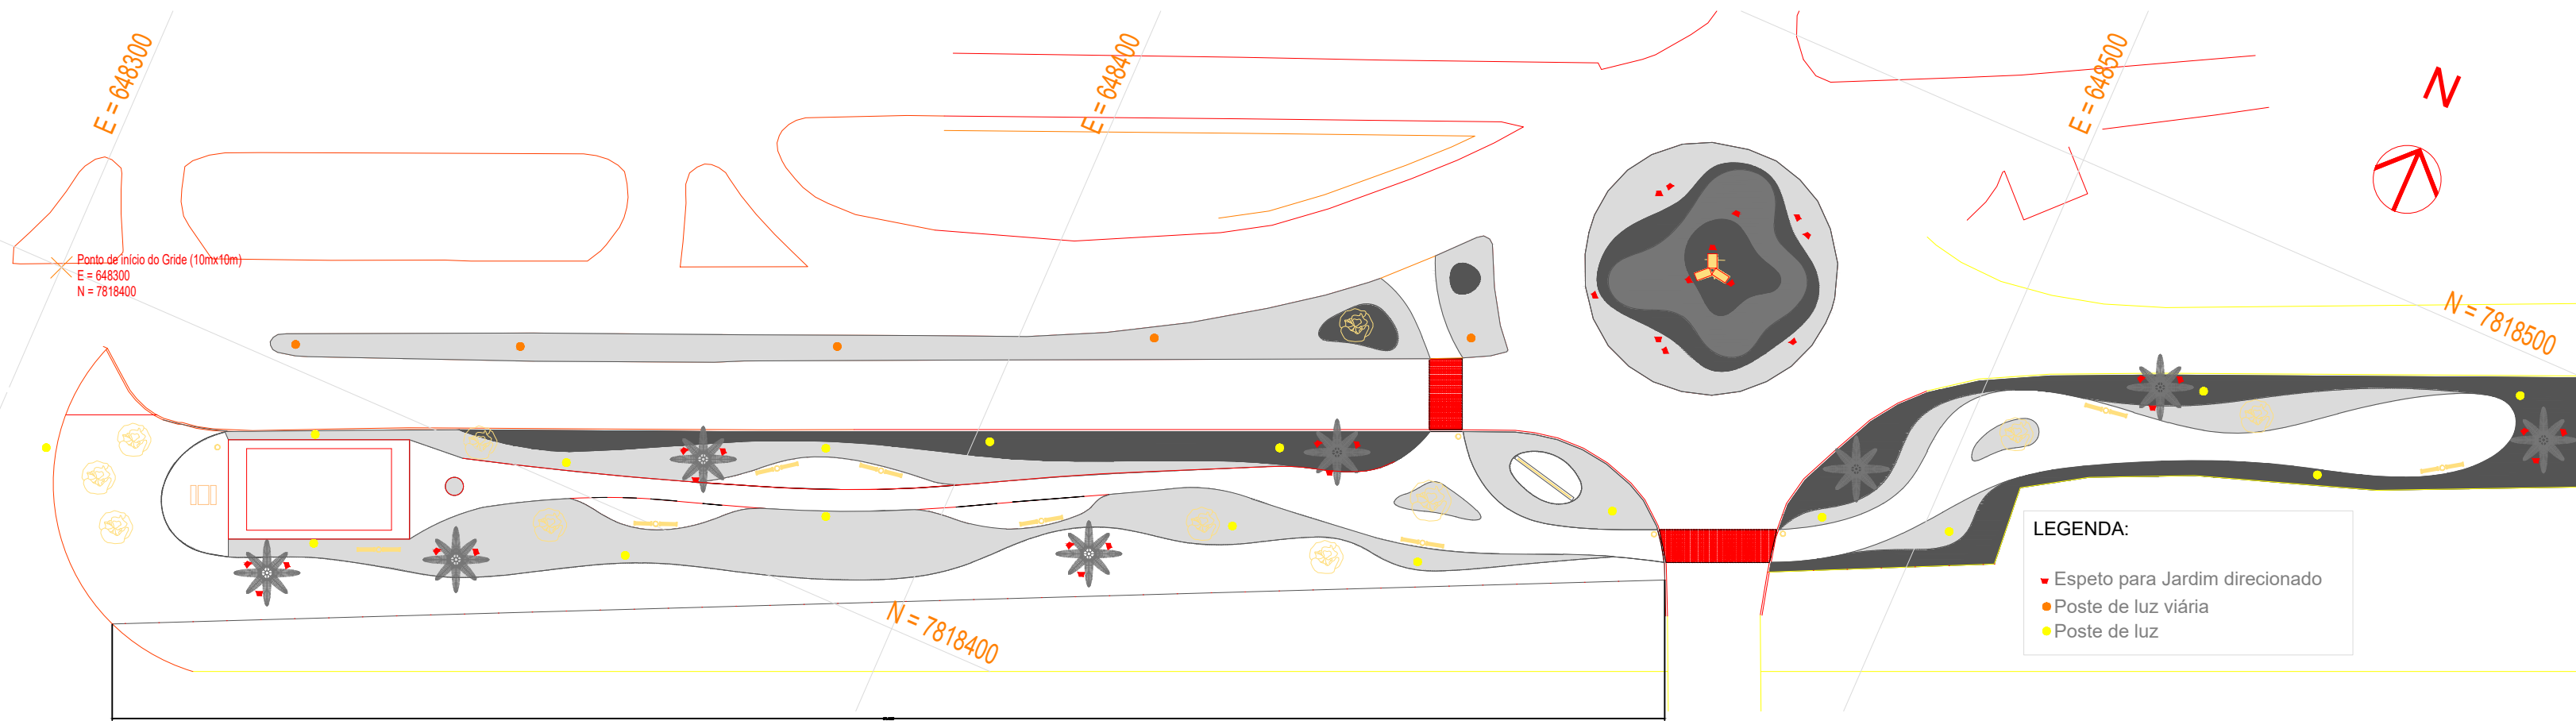 E = 648300
E = 648400
E = 648500
N
Ponto de início do Gride (10mx10m)
E = 648300
N = 7818400
N = 7818500
N = 7818400
LEGENDA:
Espeto para Jardim direcionado
Poste de luz viária
Poste de luz